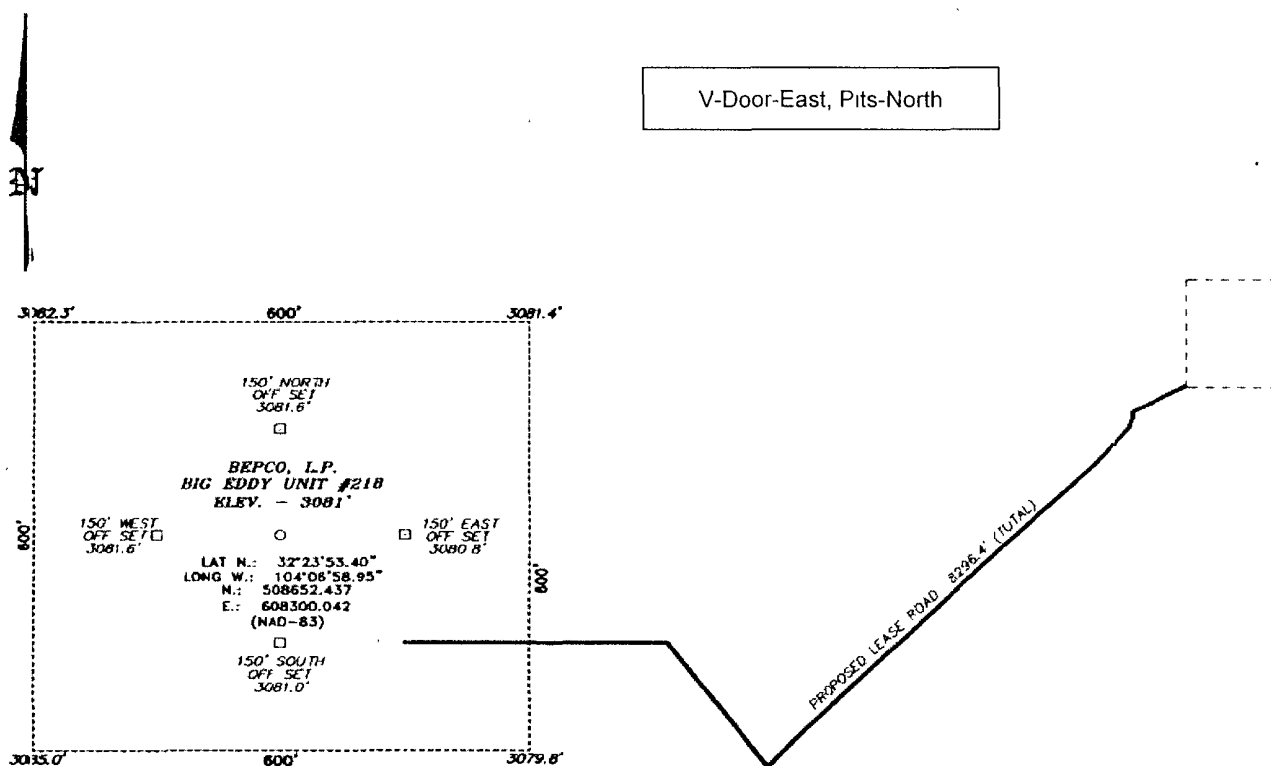 V-Door-East, Pits-North
N
3082.3' 600' 3081.4'
150' NORTH
OFF SET
3081.6'
BEPCO, L.P.
BIG EDDY UNIT #218
ELEV. - 3081'
600'
150' WEST
OFF SET
3081.6'
150' EAST
OFF SET
3080.8'
LAT N.: 32°23'53.40"
LONG W.: 104°06'58.95"
N.: 508652.437
E.: 608300.042
(NAD-83)
600'
150' SOUTH
OFF SET
3081.0'
PROPOSED LEASE ROAD 8296.4' (TOTAL)
600' 3079.8'